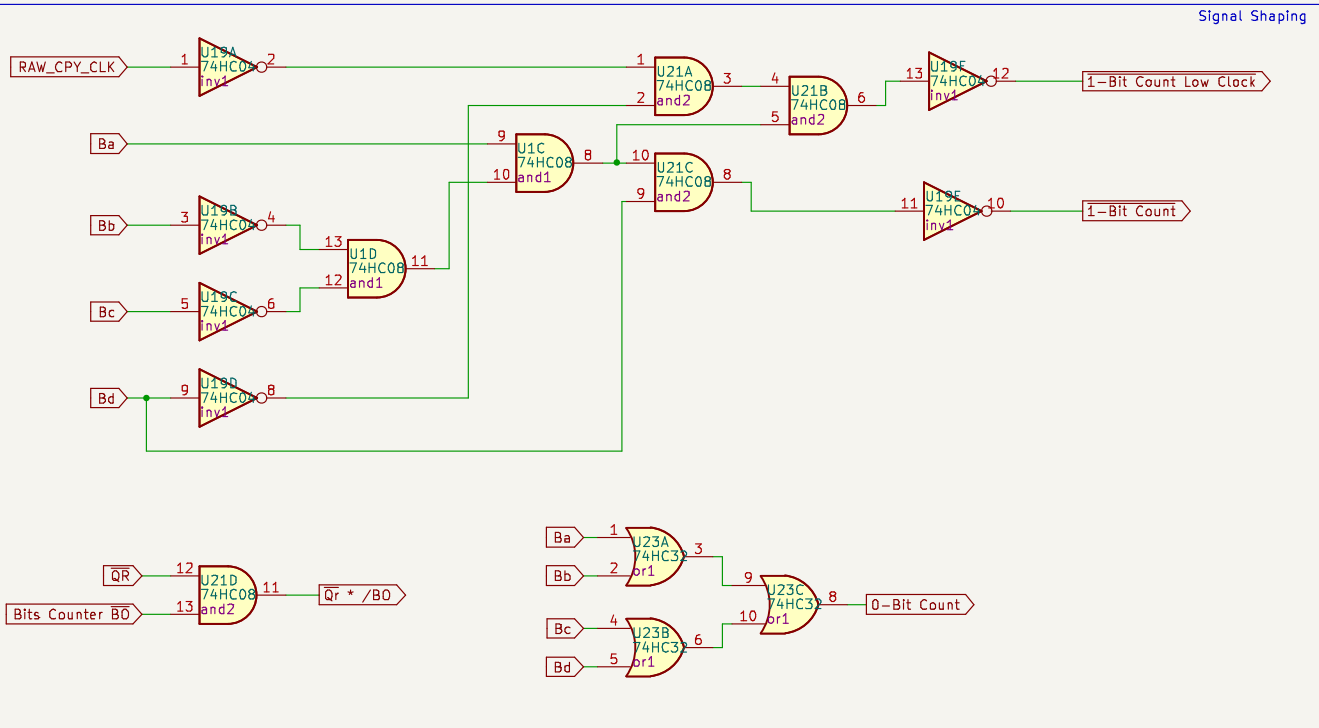 Signal Shaping
RAW_CPY_CLK
1
U19A
74HC04
inv1
2
1
2
U21A
74HC08
and2
3
4
5
U21B
74HC08
and2
6
13
U19F
74HC04
inv1
12
1-Bit Count Low Clock
Ba
9
10
U1C
74HC08
and1
8
10
9
U21C
74HC08
and2
8
11
U19E
74HC04
inv1
10
1-Bit Count
Bb
3
U19B
74HC04
inv1
4
13
12
U1D
74HC08
and1
11
Bc
5
U19C
74HC04
inv1
6
Bd
9
U19D
74HC04
inv1
8
QR
Bits Counter BO
12
13
U21D
74HC08
and2
11
Qr * /BO
Ba
Bb
1
2
U23A
74HC32
or1
3
Bc
Bd
4
5
U23B
74HC32
or1
6
9
10
U23C
74HC32
or1
8
0-Bit Count